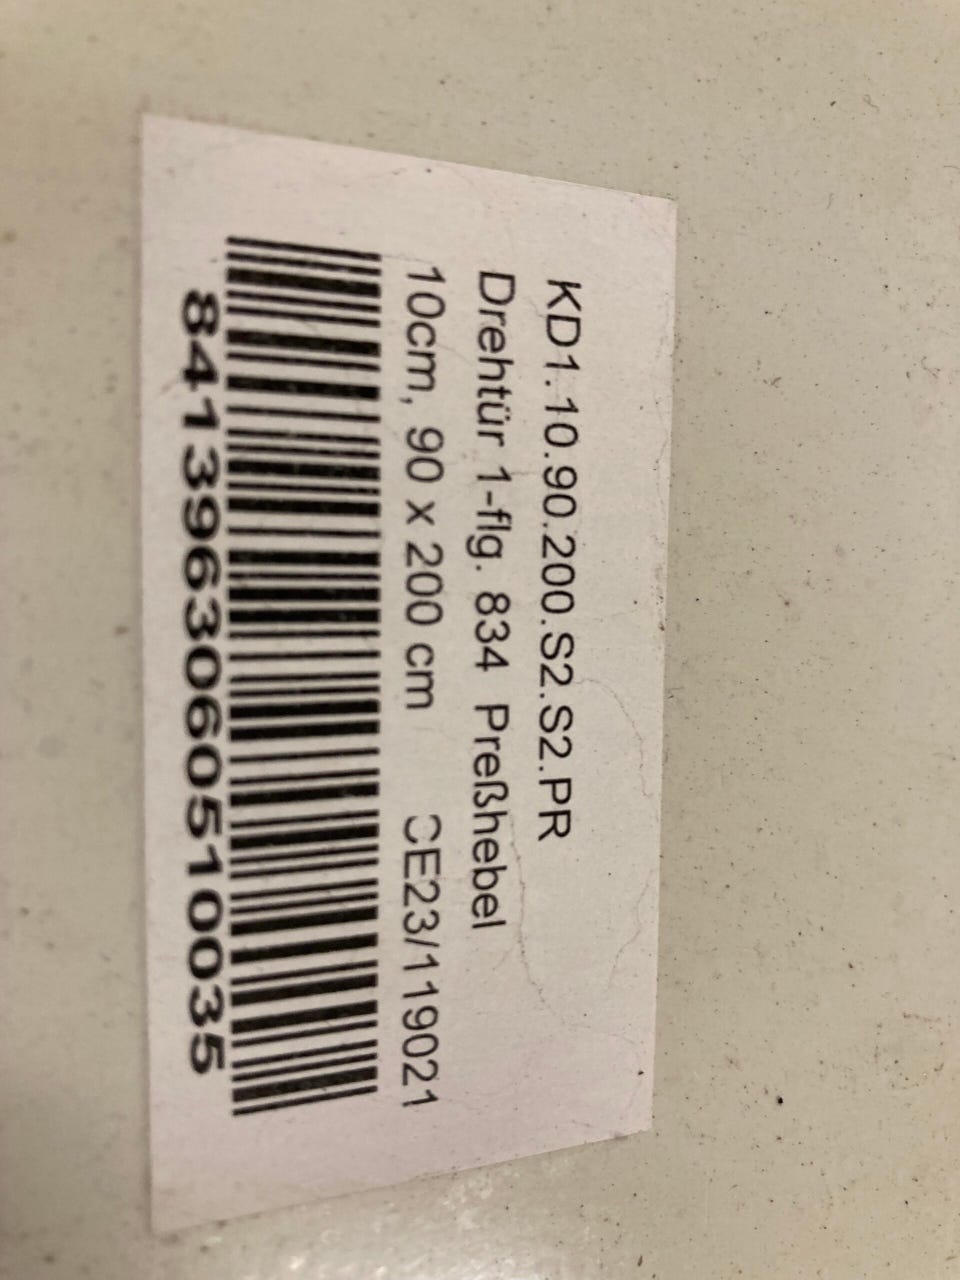 KD1.10.90.200.S2.S2.PR
Drehtür 1-flg. 834 Preßhebel
10cm, 90 x 200 cm CE23/119021
8413963060510035